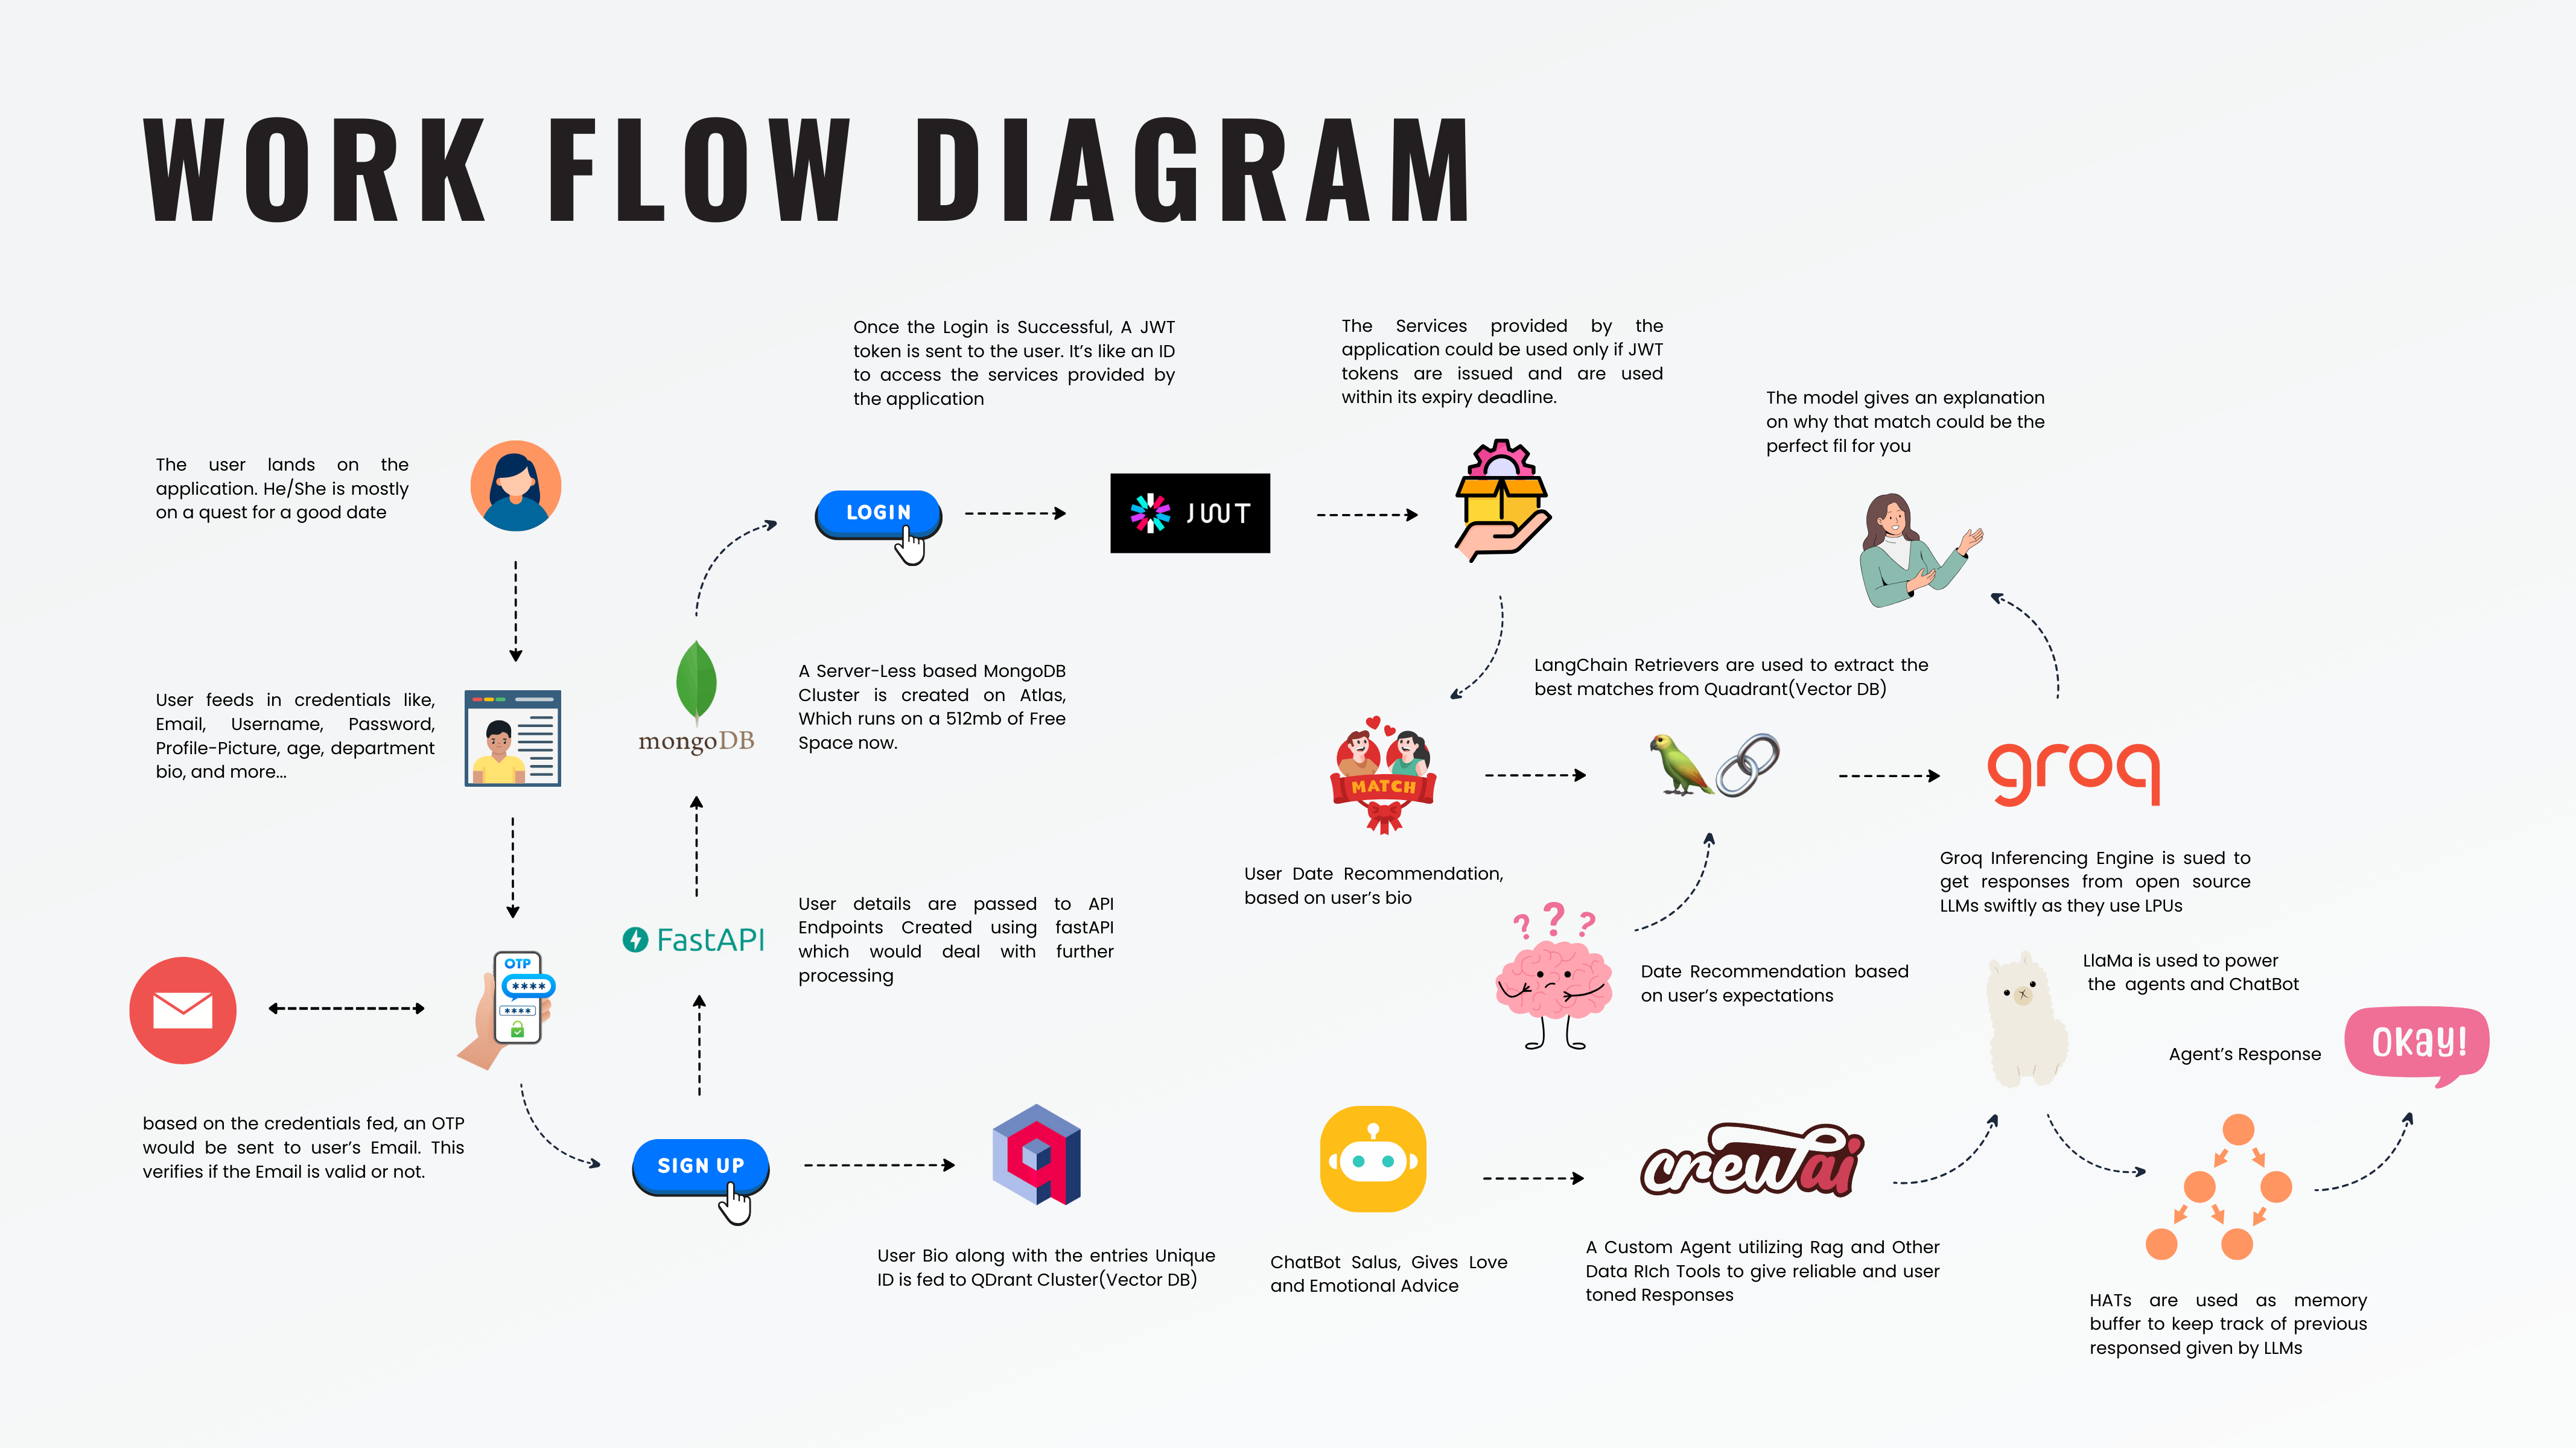 WORK FLOW DIAGRAM
The user lands on the
application. He/She is mostly
on a quest for a good date
User feeds in credentials like,
Email, Username, Password,
Profile-Picture, age, department
bio, and more...
OTP
****
****
based on the credentials fed, an OTP
would be sent to user's Email. This
verifies if the Email is valid or not.
SIGN UP
User Bio along with the entries Unique
ID is fed to QDrant Cluster(Vector DB)
FastAPI
User details are passed to API
Endpoints Created using fastAPI
which would deal with further
processing
mongoDB
A Server-Less based MongoDB
Cluster is created on Atlas,
Which runs on a 512mb of Free
Space now.
LOGIN
Once the Login is Successful, A JWT
token is sent to the user. It's like an ID
to access the services provided by
the application
JWT
The Services provided by the
application could be used only if JWT
tokens are issued and are used
within its expiry deadline.
MATCH
User Date Recommendation,
based on user's bio
LangChain Retrievers are used to extract the
best matches from Quadrant(Vector DB)
? ? ?
Date Recommendation based
on user's expectations
groq
Groq Inferencing Engine is sued to
get responses from open source
LLMs swiftly as they use LPUs
The model gives an explanation
on why that match could be the
perfect fil for you
ChatBot Salus, Gives Love
and Emotional Advice
crewai
A Custom Agent utilizing Rag and Other
Data RIch Tools to give reliable and user
toned Responses
LlaMa is used to power
the agents and ChatBot
HATs are used as memory
buffer to keep track of previous
responsed given by LLMs
Agent's Response
Okay!